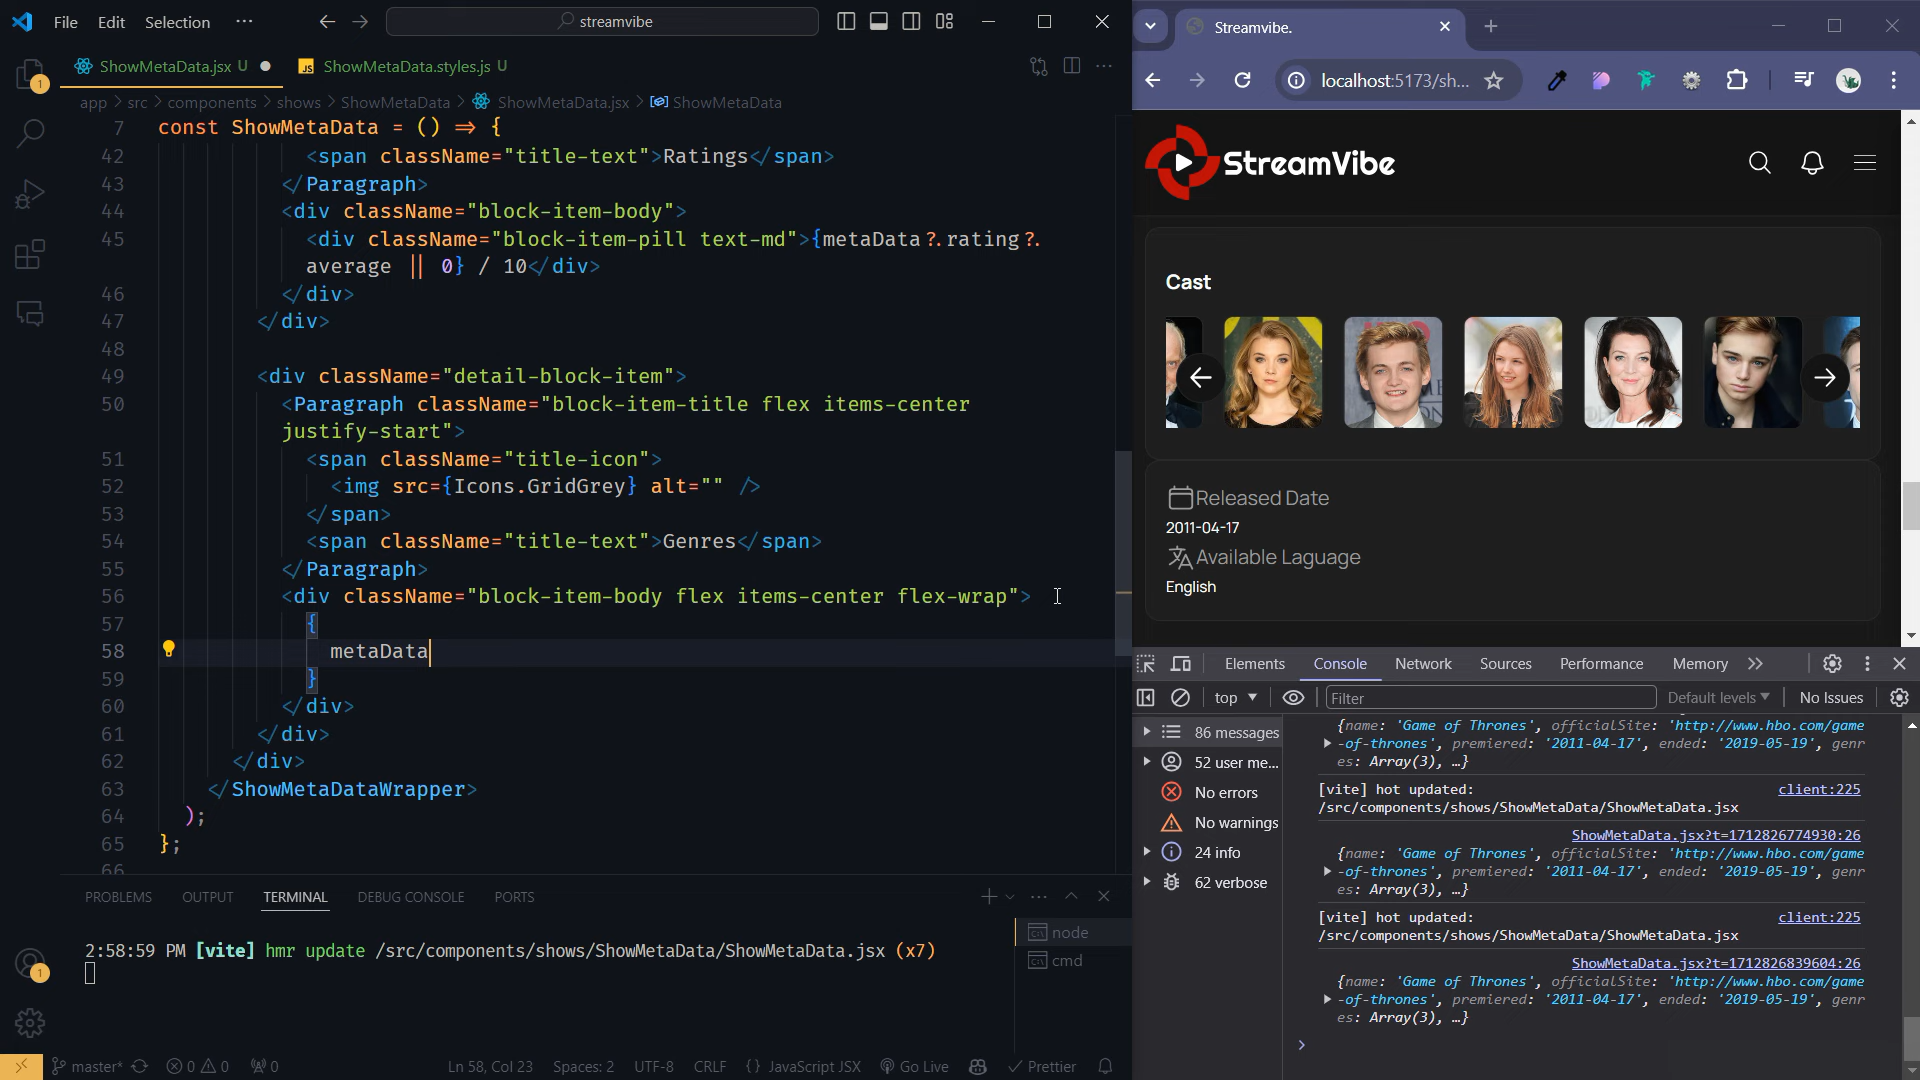 File Edit Selection ···
streamvibe
ShowMetaData.jsx U
ShowMetaData.styles.js U
app > src > components > shows > ShowMetaData > ShowMetaData.jsx > ShowMetaData
7 const ShowMetaData = () => {
42 <span className="title-text">Ratings</span>
43 </Paragraph>
44 <div className="block-item-body">
45 <div className="block-item-pill text-md">{metaData?.rating?.
average || 0} / 10</div>
46 </div>
47 </div>
48
49 <div className="detail-block-item">
50 <Paragraph className="block-item-title flex items-center
justify-start">
51 <span className="title-icon">
52 <img src={Icons.GridGrey} alt="" />
53 </span>
54 <span className="title-text">Genres</span>
55 </Paragraph>
56 <div className="block-item-body flex items-center flex-wrap">
57 {
58 metaData
59 }
60 </div>
61 </div>
62 </div>
63 </ShowMetaDataWrapper>
64 );
65 };
66
PROBLEMS OUTPUT TERMINAL DEBUG CONSOLE PORTS
2:58:59 PM [vite] hmr update /src/components/shows/ShowMetaData/ShowMetaData.jsx (x7)
node
cmd
1
1
master* 0 0 0 Ln 58, Col 23 Spaces: 2 UTF-8 CRLF {} JavaScript JSX Go Live Prettier
Streamvibe.
localhost:5173/sh...
StreamVibe
Cast
Released Date
2011-04-17
Available Laguage
English
Elements Console Network Sources Performance Memory
top Filter Default levels No Issues
86 messages
52 user me...
No errors
No warnings
24 info
62 verbose
{name: 'Game of Thrones', officialSite: 'http://www.hbo.com/game
-of-thrones', premiered: '2011-04-17', ended: '2019-05-19', genr
es: Array(3), …}
[vite] hot updated: client:225
/src/components/shows/ShowMetaData/ShowMetaData.jsx
ShowMetaData.jsx?t=1712826774930:26
{name: 'Game of Thrones', officialSite: 'http://www.hbo.com/game
-of-thrones', premiered: '2011-04-17', ended: '2019-05-19', genr
es: Array(3), …}
[vite] hot updated: client:225
/src/components/shows/ShowMetaData/ShowMetaData.jsx
ShowMetaData.jsx?t=1712826839604:26
{name: 'Game of Thrones', officialSite: 'http://www.hbo.com/game
-of-thrones', premiered: '2011-04-17', ended: '2019-05-19', genr
es: Array(3), …}